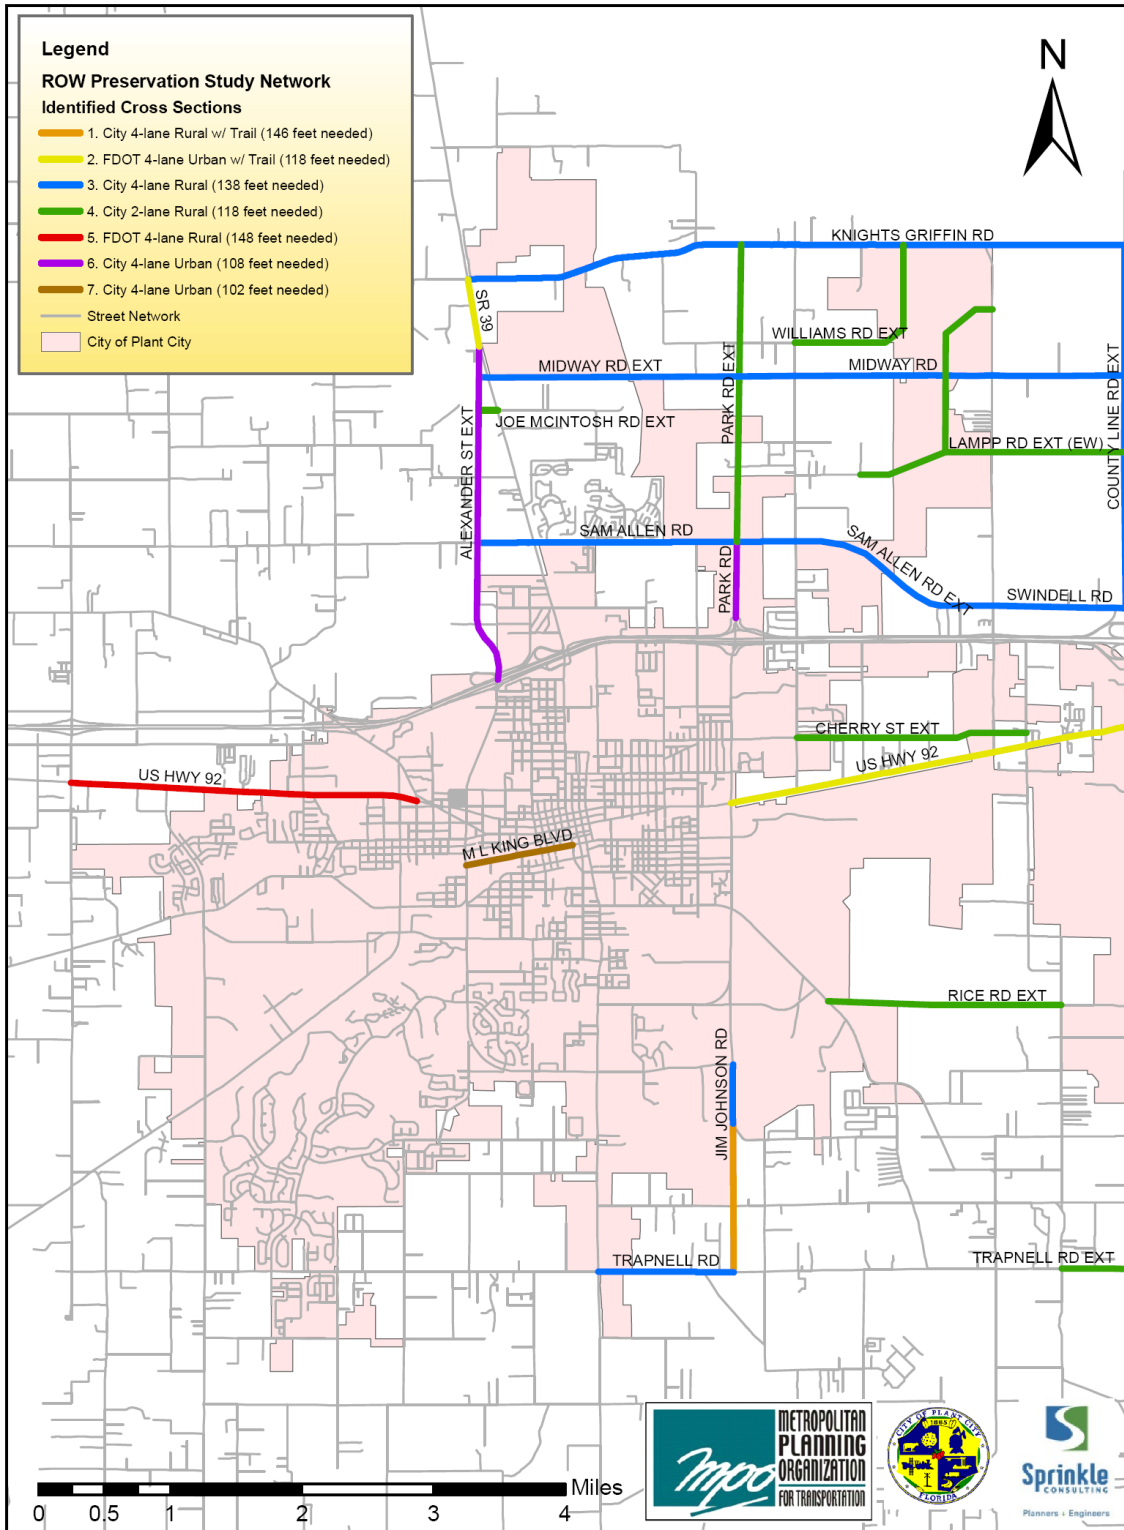 Legend
ROW Preservation Study Network
Identified Cross Sections
1. City 4-lane Rural w/ Trail (146 feet needed)
2. FDOT 4-lane Urban w/ Trail (118 feet needed)
3. City 4-lane Rural (138 feet needed)
4. City 2-lane Rural (118 feet needed)
5. FDOT 4-lane Rural (148 feet needed)
6. City 4-lane Urban (108 feet needed)
7. City 4-lane Urban (102 feet needed)
Street Network
City of Plant City
N
KNIGHTS GRIFFIN RD
SR 39
WILLIAMS RD EXT
MIDWAY RD EXT
MIDWAY RD
PARK RD EXT
COUNTY LINE RD EXT
JOE MCINTOSH RD EXT
ALEXANDER ST EXT
LAMPP RD EXT (EW)
SAM ALLEN RD
SAM ALLEN RD EXT
PARK RD
SWINDELL RD
CHERRY ST EXT
US HWY 92
US HWY 92
M L KING BLVD
RICE RD EXT
JIM JOHNSON RD
TRAPNELL RD
TRAPNELL RD EXT
0 0.5 1 2 3 4 Miles
mpo
METROPOLITAN
PLANNING
ORGANIZATION
FOR TRANSPORTATION
CITY OF PLANT CITY
1885
FLORIDA
S
Sprinkle
CONSULTING
Planners + Engineers